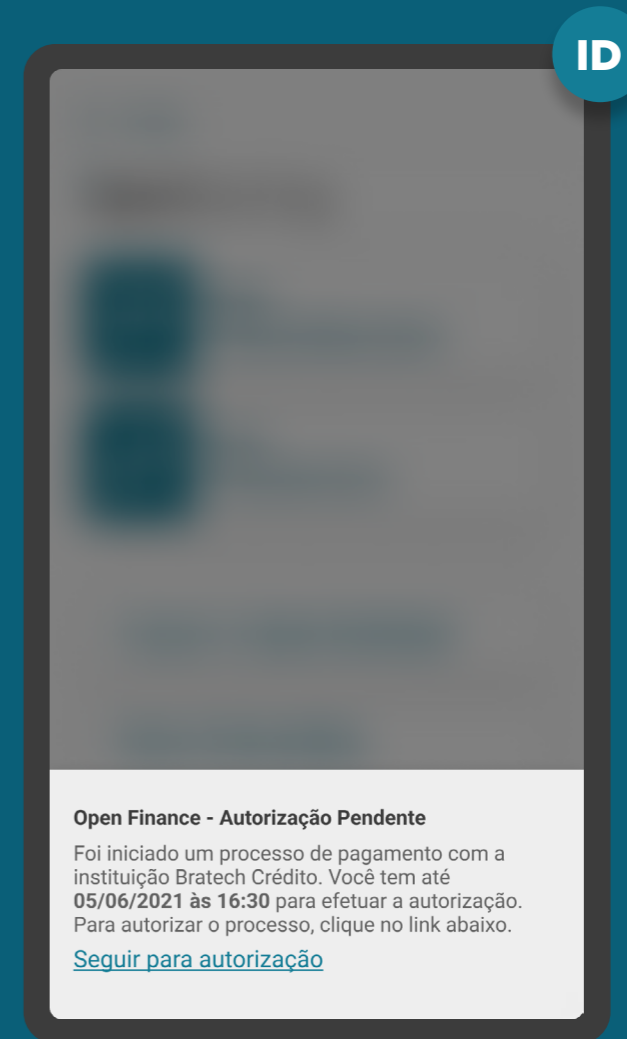 ID
Open Finance - Autorização Pendente
Foi iniciado um processo de pagamento com a
instituição Bratech Crédito. Você tem até
05/06/2021 às 16:30 para efetuar a autorização.
Para autorizar o processo, clique no link abaixo.
Seguir para autorização